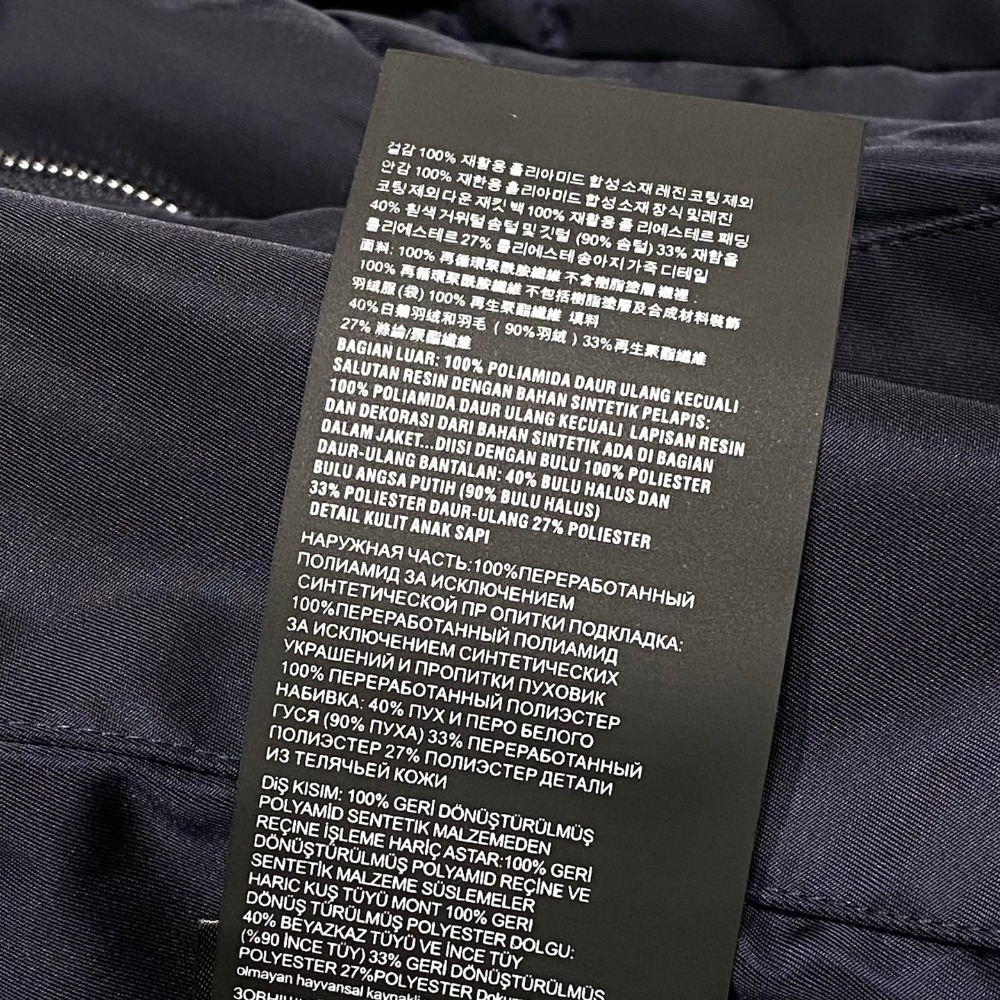 겉감 100% 재활용 폴리아미드 합성 소재 레진 코팅 제외
안감 100% 재한용 폴리아미드 합성 소재 장식 및레진
코팅 제외 다운 재킷 백 100% 재활용 폴 리에스테르 패딩
40% 흰색 거위털 솜털 및 깃털 (90% 솜털) 33% 재함울
폴리에스테르 27% 폴리에스테 송아지 가죽 디테일
面料: 100% 再循環聚酰胺纖維 不含樹脂塗層 襯裡
100% 再循環聚酰胺纖維 不包括樹脂塗層及合成材料裝飾
羽绒服(袋) 100% 再生聚酯纖維 填料
40%白鵝羽绒和羽毛 ( 90%羽绒 ) 33%再生聚酯纖維
27% 滌綸/聚酯纖維
BAGIAN LUAR: 100% POLIAMIDA DAUR ULANG KECUALI
SALUTAN RESIN DENGAN BAHAN SINTETIK PELAPIS:
100% POLIAMIDA DAUR ULANG KECUALI LAPISAN RESIN
DAN DEKORASI DARI BAHAN SINTETIK ADA DI BAGIAN
DALAM JAKET...DIISI DENGAN BULU 100% POLIESTER
DAUR-ULANG BANTALAN: 40% BULU HALUS DAN
BULU ANGSA PUTIH (90% BULU HALUS)
33% POLIESTER DAUR-ULANG 27% POLIESTER
DETAIL KULIT ANAK SAPI
НАРУЖНАЯ ЧАСТЬ:100%ПЕРЕРАБОТАННЫЙ
ПОЛИАМИД ЗА ИСКЛЮЧЕНИЕМ
СИНТЕТИЧЕСКОЙ ПР ОПИТКИ ПОДКЛАДКА:
100%ПЕРЕРАБОТАННЫЙ ПОЛИАМИД
ЗА ИСКЛЮЧЕНИЕМ СИНТЕТИЧЕСКИХ
УКРАШЕНИЙ И ПРОПИТКИ ПУХОВИК
100% ПЕРЕРАБОТАННЫЙ ПОЛИЭСТЕР
НАБИВКА: 40% ПУХ И ПЕРО БЕЛОГО
ГУСЯ (90% ПУХА) 33% ПЕРЕРАБОТАННЫЙ
ПОЛИЭСТЕР 27% ПОЛИЭСТЕР ДЕТАЛИ
ИЗ ТЕЛЯЧЬЕЙ КОЖИ
DiŞ KISIM: 100% GERİ DÖNÜŞTÜRÜLMÜŞ
POLYAMİD SENTETIK MALZEMEDEN
REÇINE İŞLEME HARİÇ ASTAR:100% GERİ
DÖNÜŞTÜRÜLMÜŞ POLYAMID REÇİNE VE
SENTETİK MALZEME SÜSLEMELER
HARIC KUŞ TÜYÜ MONT 100% GERI
DÖNÜŞ TÜRÜLMÜŞ POLYESTER DOLGU:
40% BEYAZKAZ TÜYÜ VE İNCE TÜY
(%90 İNCE TÜY) 33% GERİ DÖNÜŞTÜRÜLMÜŞ
POLYESTER 27%POLYESTER
olmayan hayvansal